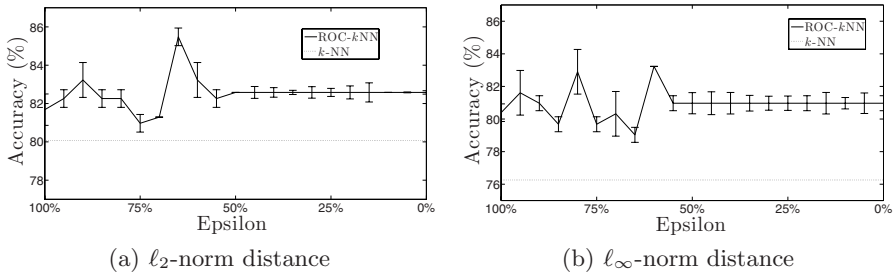 86
84
82
80
78
Accuracy (%)
ROC-kNN
k-NN
100%
75%
50%
25%
0%
Epsilon
(a) ℓ2-norm distance
86
84
82
80
78
76
Accuracy (%)
ROC-kNN
k-NN
100%
75%
50%
25%
0%
Epsilon
(b) ℓ∞-norm distance